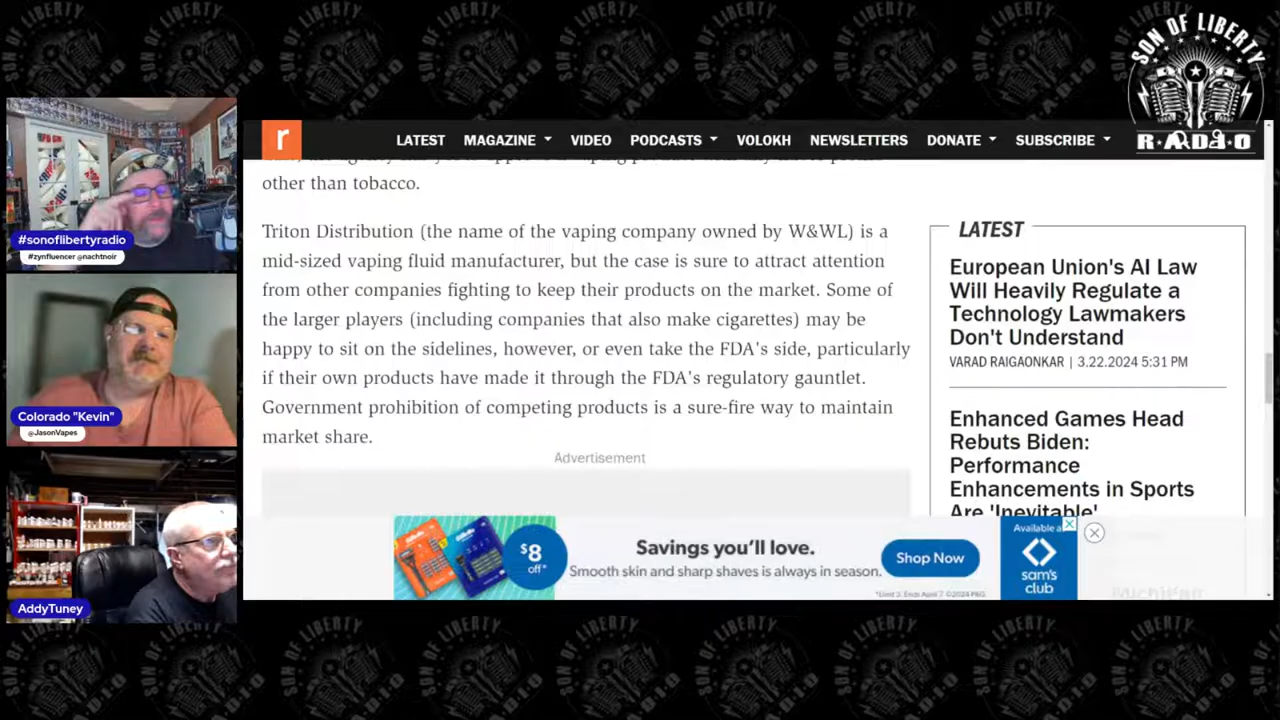 SON OF LIBERTY
RADIO
r
LATEST MAGAZINE VIDEO PODCASTS VOLOKH NEWSLETTERS DONATE SUBSCRIBE
other than tobacco.
Triton Distribution (the name of the vaping company owned by W&WL) is a
mid-sized vaping fluid manufacturer, but the case is sure to attract attention
from other companies fighting to keep their products on the market. Some of
the larger players (including companies that also make cigarettes) may be
happy to sit on the sidelines, however, or even take the FDA's side, particularly
if their own products have made it through the FDA's regulatory gauntlet.
Government prohibition of competing products is a sure-fire way to maintain
market share.
Advertisement
LATEST
European Union's AI Law
Will Heavily Regulate a
Technology Lawmakers
Don't Understand
VARAD RAIGAONKAR | 3.22.2024 5:31 PM
Enhanced Games Head
Rebuts Biden:
Performance
Enhancements in Sports
Are 'Inevitable'
$8
off*
Savings you'll love.
Smooth skin and sharp shaves is always in season.
Shop Now
Available at
sam's
club
#sonoflibertyradio
#zynfluencer @nachtnoir
Colorado "Kevin"
@JasonVapes
AddyTuney